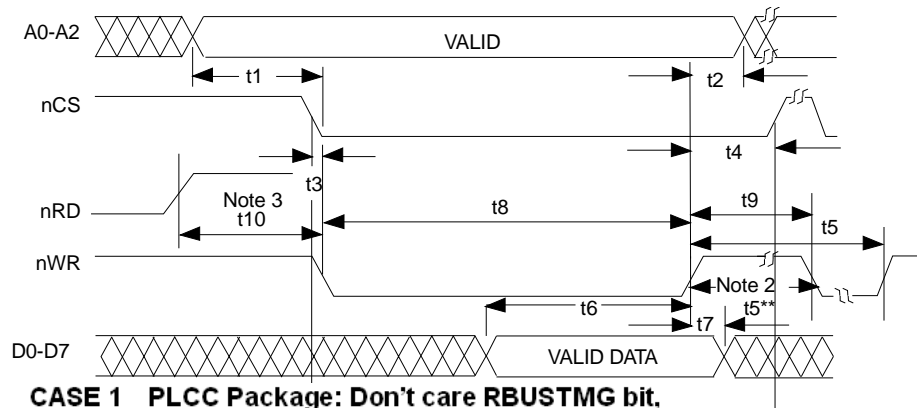 A0-A2
VALID
t1
t2
nCS
t3
t4
nRD
Note 3
t10
t8
t9
t5
nWR
Note 2
t6
t7
t5**
D0-D7
VALID DATA
CASE 1 PLCC Package: Don't care RBUSTMG bit,